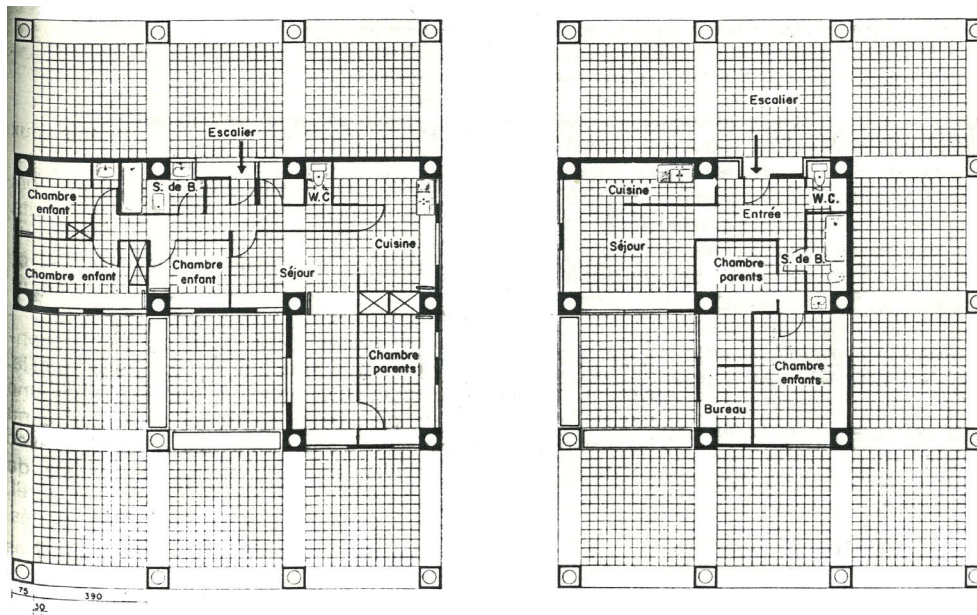 Escalier
S. de B.
W.C
Chambre
enfant
Cuisine
Chambre enfant
Chambre
enfant
Séjour
Chambre
parents
75
390
30
Escalier
Cuisine
W.C.
Entrée
Séjour
S. de B.
Chambre
parents
Chambre
enfants
Bureau